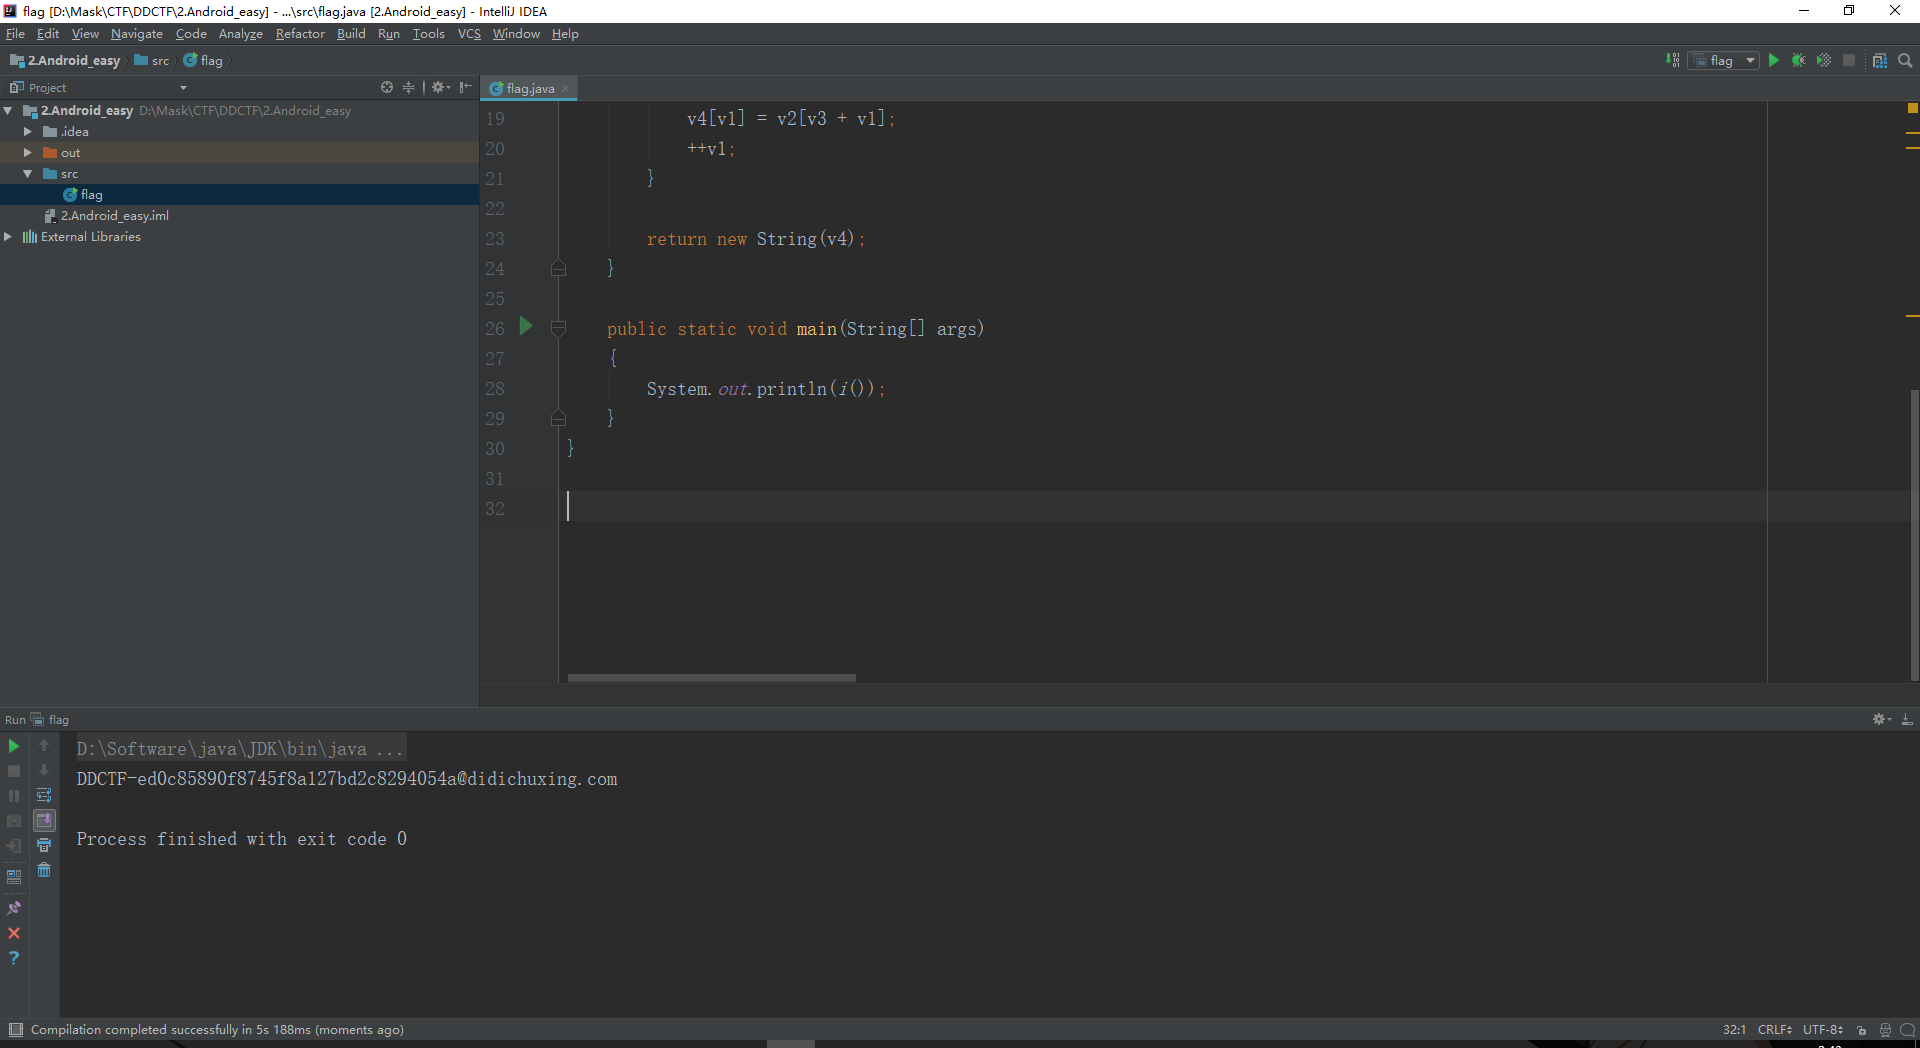 flag [D:\Mask\CTF\DDCTF\2.Android_easy] - ...\src\flag.java [2.Android_easy] - IntelliJ IDEA
File Edit View Navigate Code Analyze Refactor Build Run Tools VCS Window Help
2.Android_easy src flag
flag
Project
flag.java
2.Android_easy D:\Mask\CTF\DDCTF\2.Android_easy
.idea
out
src
flag
2.Android_easy.iml
External Libraries
19 v4[v1] = v2[v3 + v1];
20 ++v1;
21 }
22
23 return new String(v4);
24 }
25
26 public static void main(String[] args)
27 {
28 System.out.println(i());
29 }
30 }
31
32
Run flag
D:\Software\java\JDK\bin\java ...
DDCTF-ed0c85890f8745f8a127bd2c8294054a@didichuxing.com
Process finished with exit code 0
Compilation completed successfully in 5s 188ms (moments ago)
32:1 CRLF UTF-8